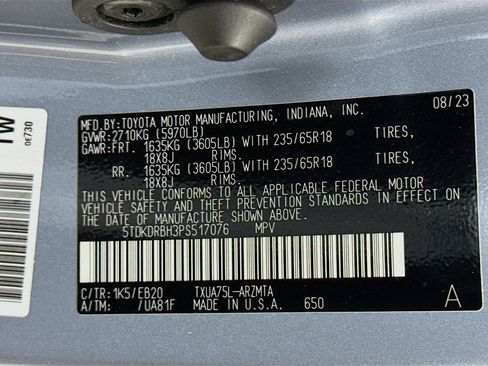 MFD.BY:TOYOTA MOTOR MANUFACTURING, INDIANA, INC. 08/23
GVWR:2710KG (5970LB)
GAWR:FRT. 1635KG (3605LB) WITH 235/65R18 TIRES,
18X8J RIMS.
RR. 1635KG (3605LB) WITH 235/65R18 TIRES,
18X8J RIMS.
THIS VEHICLE CONFORMS TO ALL APPLICABLE FEDERAL MOTOR
VEHICLE SAFETY AND THEFT PREVENTION STANDARDS IN EFFECT
ON THE DATE OF MANUFACTURE SHOWN ABOVE.
5TDKDRBH3PS517076 MPV
C/TR:1K5/EB20 TXUA75L-ARZMTA
A/TM: /UA81F MADE IN U.S.A. 650 A
TW
0E730